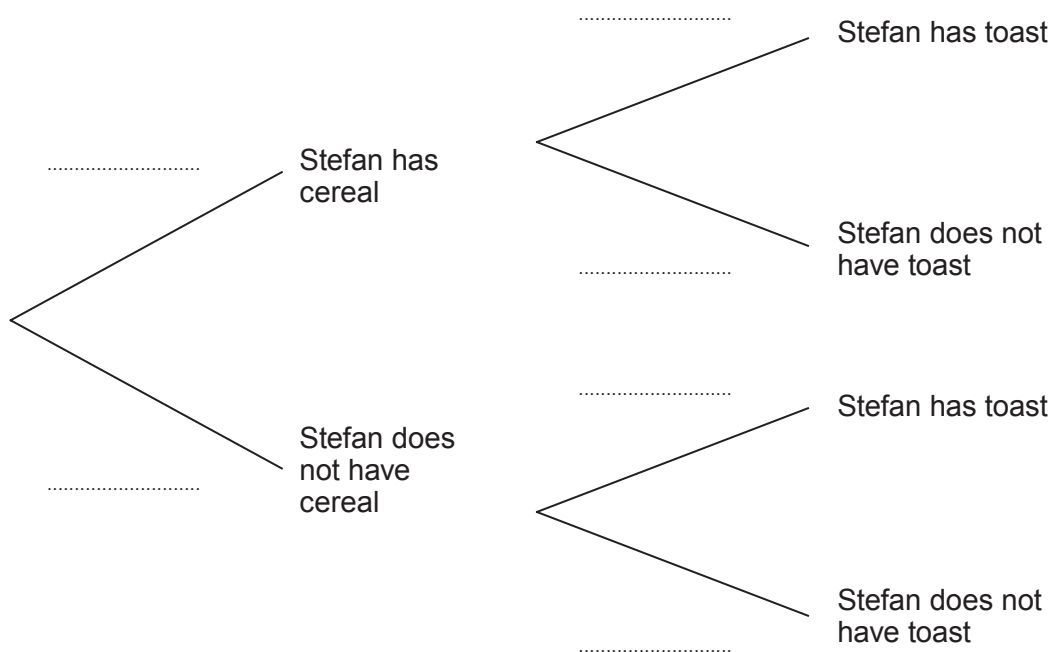 Stefan has toast
Stefan has
cereal
Stefan does not
have toast
Stefan has toast
Stefan does
not have
cereal
Stefan does not
have toast